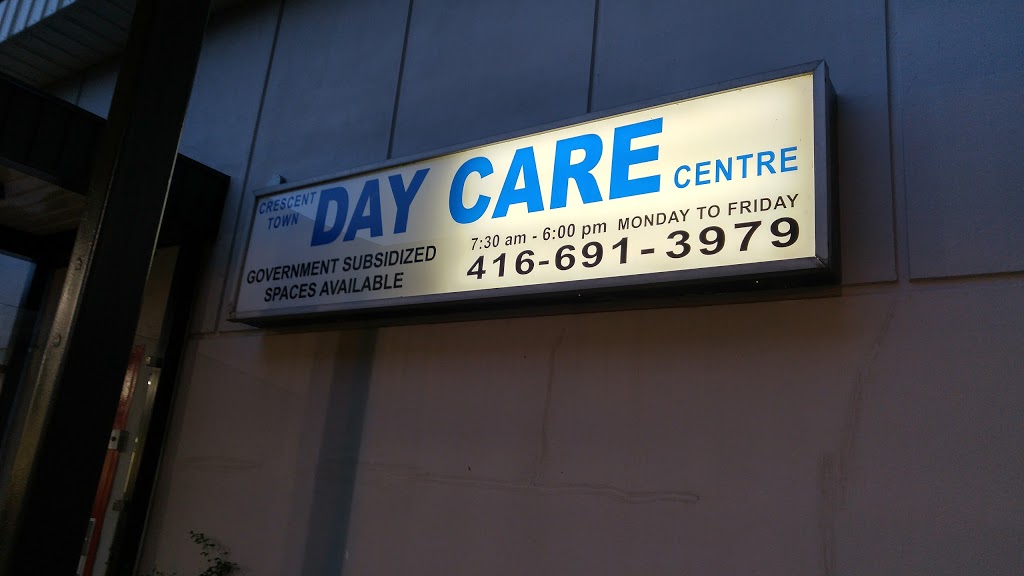 CRESCENT
TOWN
DAY CARE CENTRE
GOVERNMENT SUBSIDIZED
SPACES AVAILABLE
7:30 am - 6:00 pm MONDAY TO FRIDAY
416-691-3979